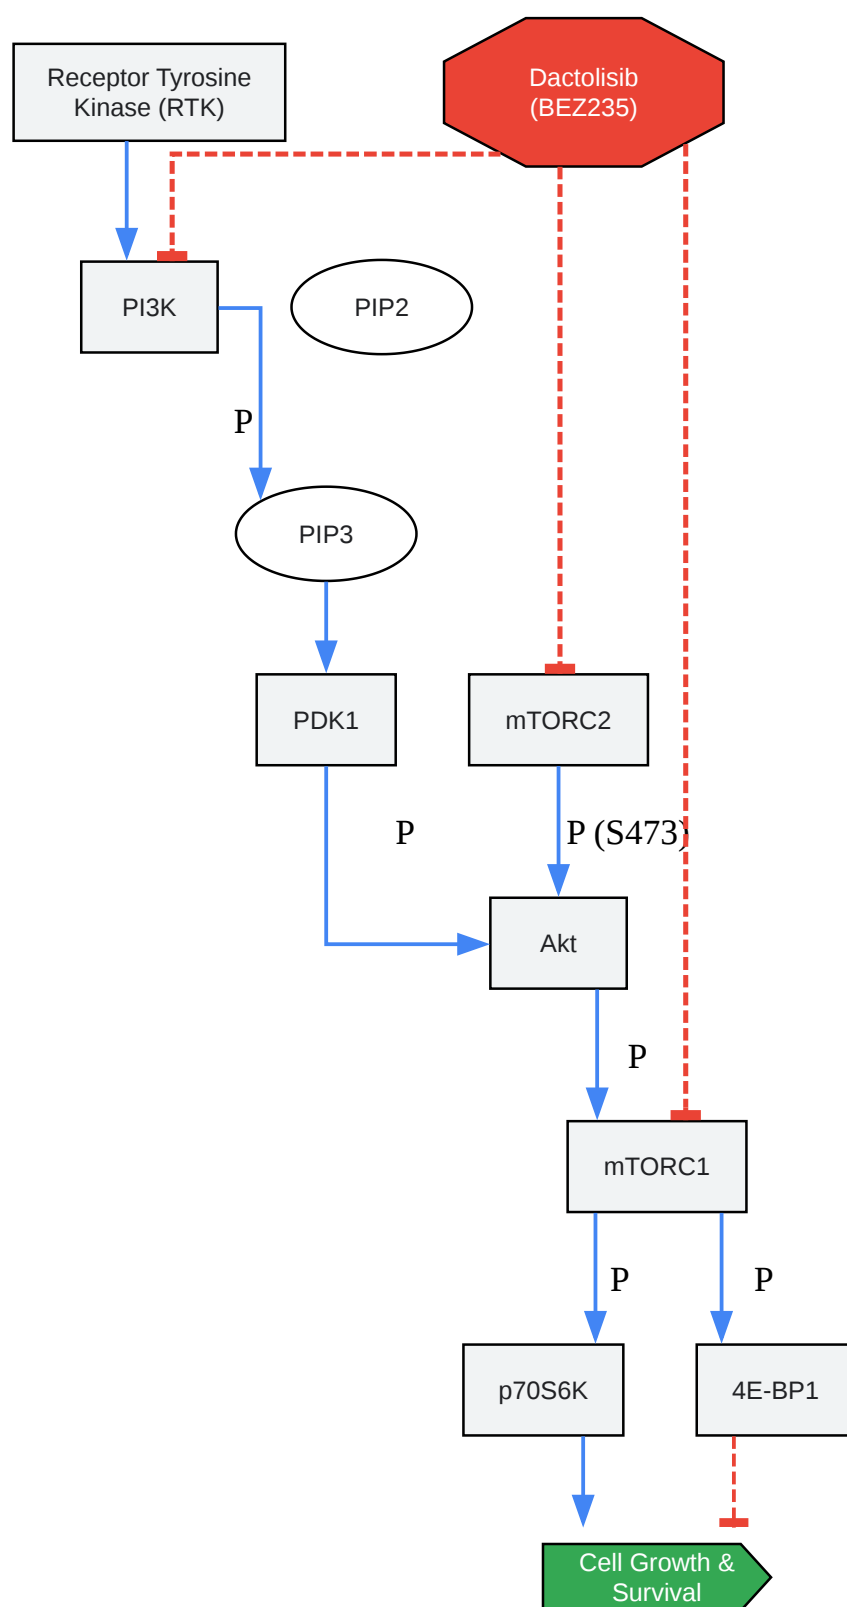 Receptor Tyrosine
Kinase (RTK)
Dactolisib
(BEZ235)
PI3K
PIP2
P
PIP3
PDK1
mTORC2
P
P (S473)
Akt
P
mTORC1
P
P
p70S6K
4E-BP1
Cell Growth &
Survival